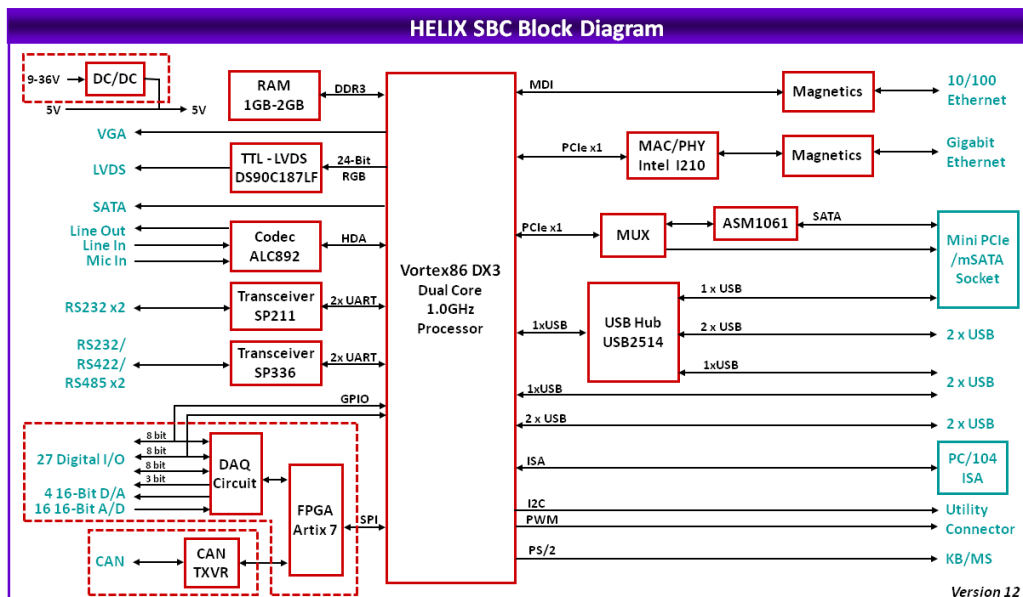 HELIX SBC Block Diagram
9-36V
DC/DC
5V
5V
RAM
1GB-2GB
DDR3
VGA
LVDS
TTL - LVDS
DS90C187LF
24-Bit
RGB
SATA
Line Out
Line In
Mic In
Codec
ALC892
HDA
RS232 x2
Transceiver
SP211
2x UART
RS232/
RS422/
RS485 x2
Transceiver
SP336
2x UART
GPIO
8 bit
8 bit
8 bit
3 bit
27 Digital I/O
4 16-Bit D/A
16 16-Bit A/D
DAQ
Circuit
FPGA
Artix 7
SPI
CAN
CAN
TXVR
Vortex86 DX3
Dual Core
1.0GHz
Processor
MDI
Magnetics
10/100
Ethernet
PCIe x1
MAC/PHY
Intel I210
Magnetics
Gigabit
Ethernet
PCIe x1
MUX
ASM1061
SATA
Mini PCIe
/mSATA
Socket
1xUSB
USB Hub
USB2514
1 x USB
2 x USB
2 x USB
1xUSB
1xUSB
2 x USB
2 x USB
2 x USB
ISA
PC/104
ISA
I2C
PWM
Utility
Connector
PS/2
KB/MS
Version 12